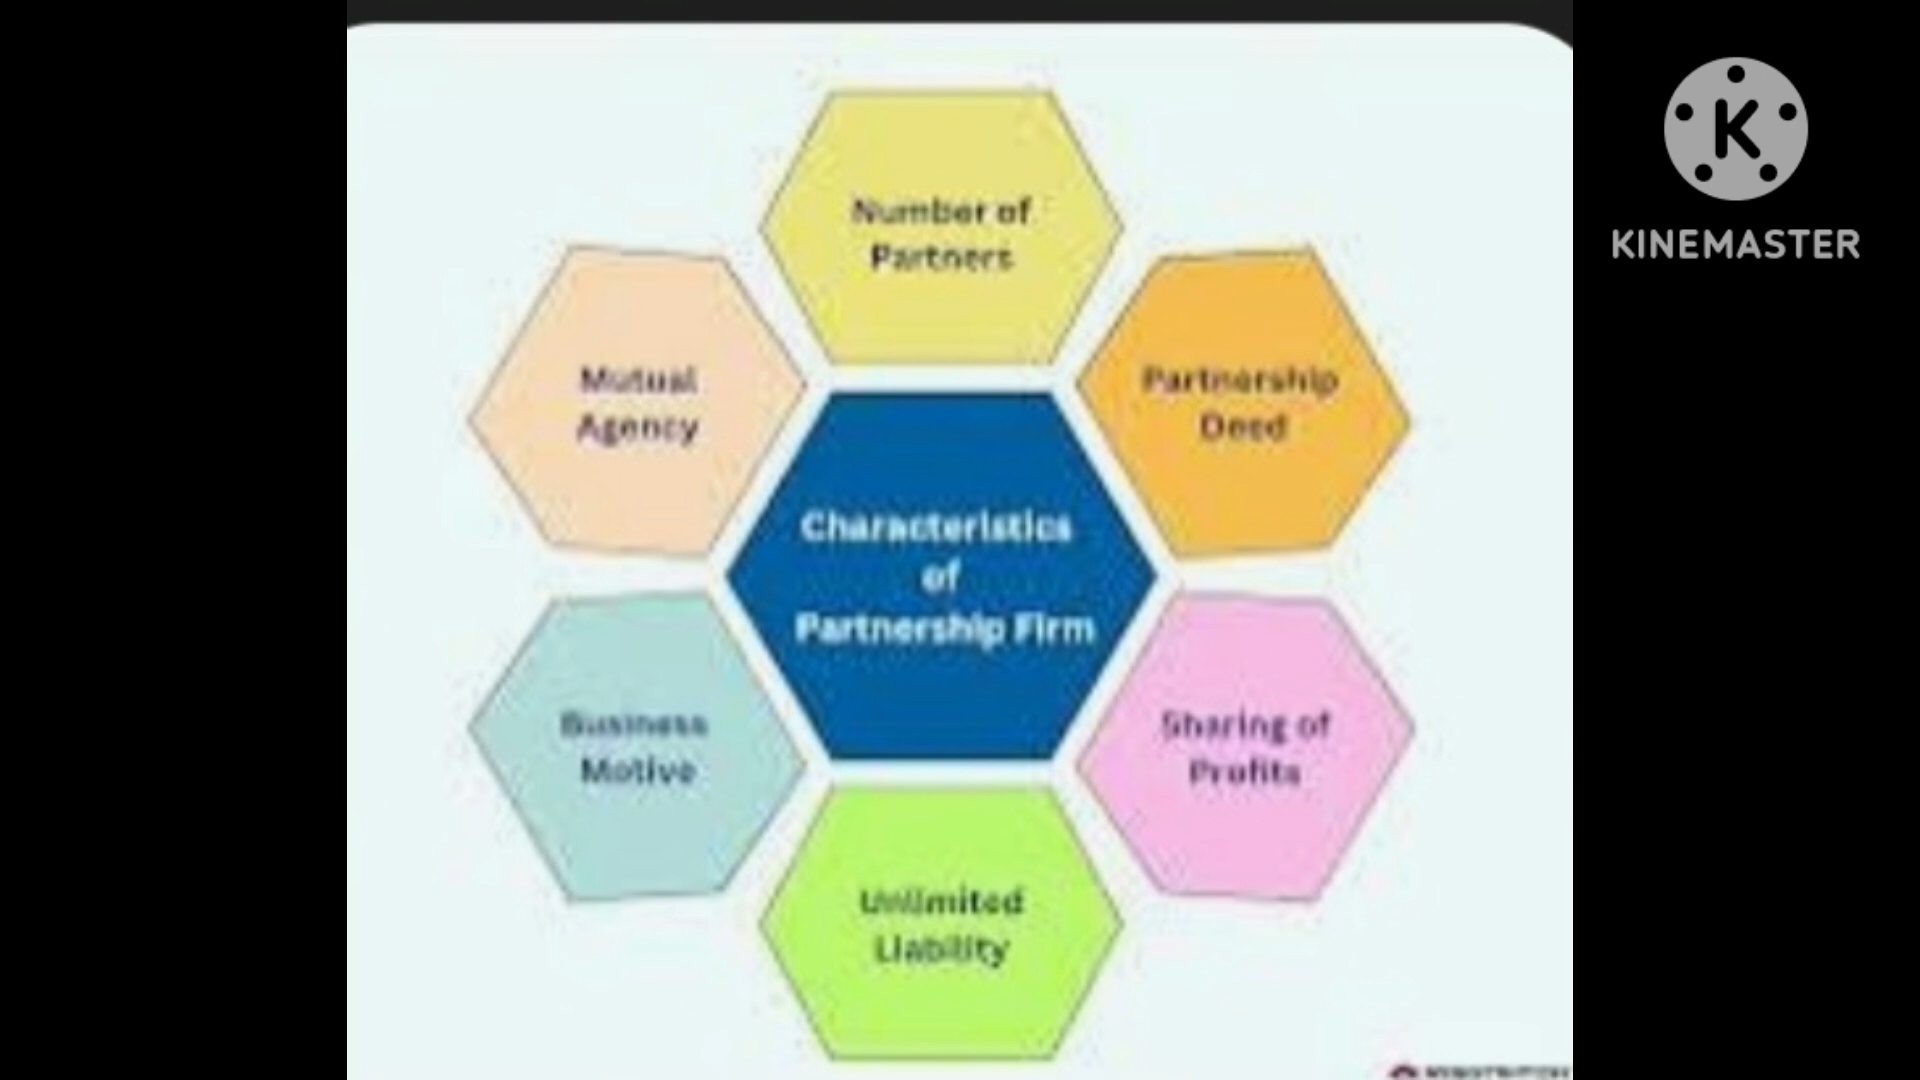 Number of
Partners
Partnership
Deed
Sharing of
Profits
Unlimited
Liability
Business
Motive
Mutual
Agency
Characteristics
of
Partnership Firm
KINEMASTER